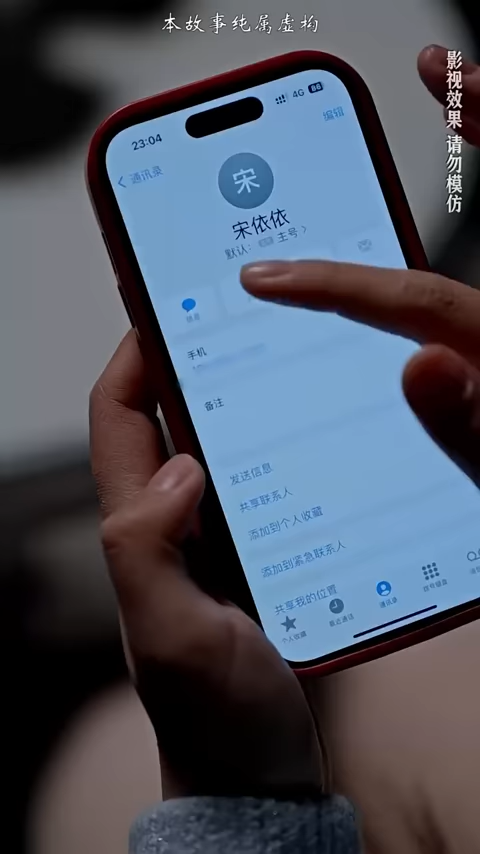 本故事纯属虚构
影视效果 请勿模仿
23:04
4G 86
通讯录
编辑
宋
宋依依
默认: 主号
信息
手机
备注
发送信息
共享联系人
添加到个人收藏
添加到紧急联系人
共享我的位置
个人收藏
最近通话
通讯录
拨号键盘